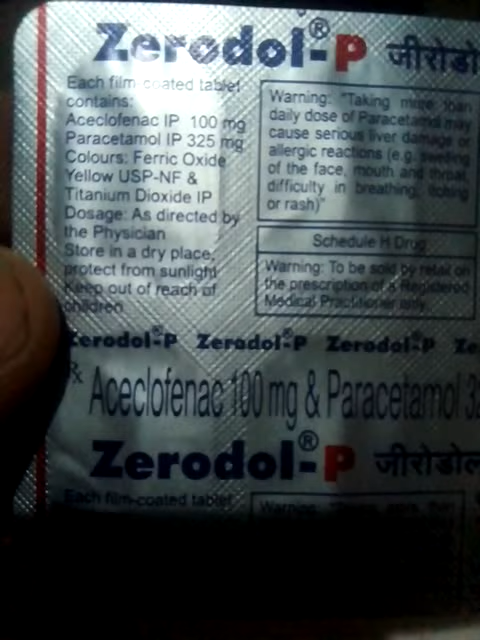 Zerodol®-P जीरोडो
Each film-coated tablet
contains:
Aceclofenac IP 100 mg
Paracetamol IP 325 mg
Colours: Ferric Oxide
Yellow USP-NF &
Titanium Dioxide IP
Dosage: As directed by
the Physician
Store in a dry place,
protect from sunlight
Keep out of reach of
children
Warning: "Taking more than
daily dose of Paracetamol may
cause serious liver damage or
allergic reactions (e.g. swelling
of the face, mouth and throat,
difficulty in breathing, itching
or rash)"
Schedule H Drug
Warning: To be sold by retail on
the prescription of a Registered
Medical Practitioner only
Zerodol®-P Zerodol®-P Zerodol®-P Ze
Rx Aceclofenac 100 mg & Paracetamol 32
Zerodol®-P जीरोडोल
Each film-coated tablet
Warning: